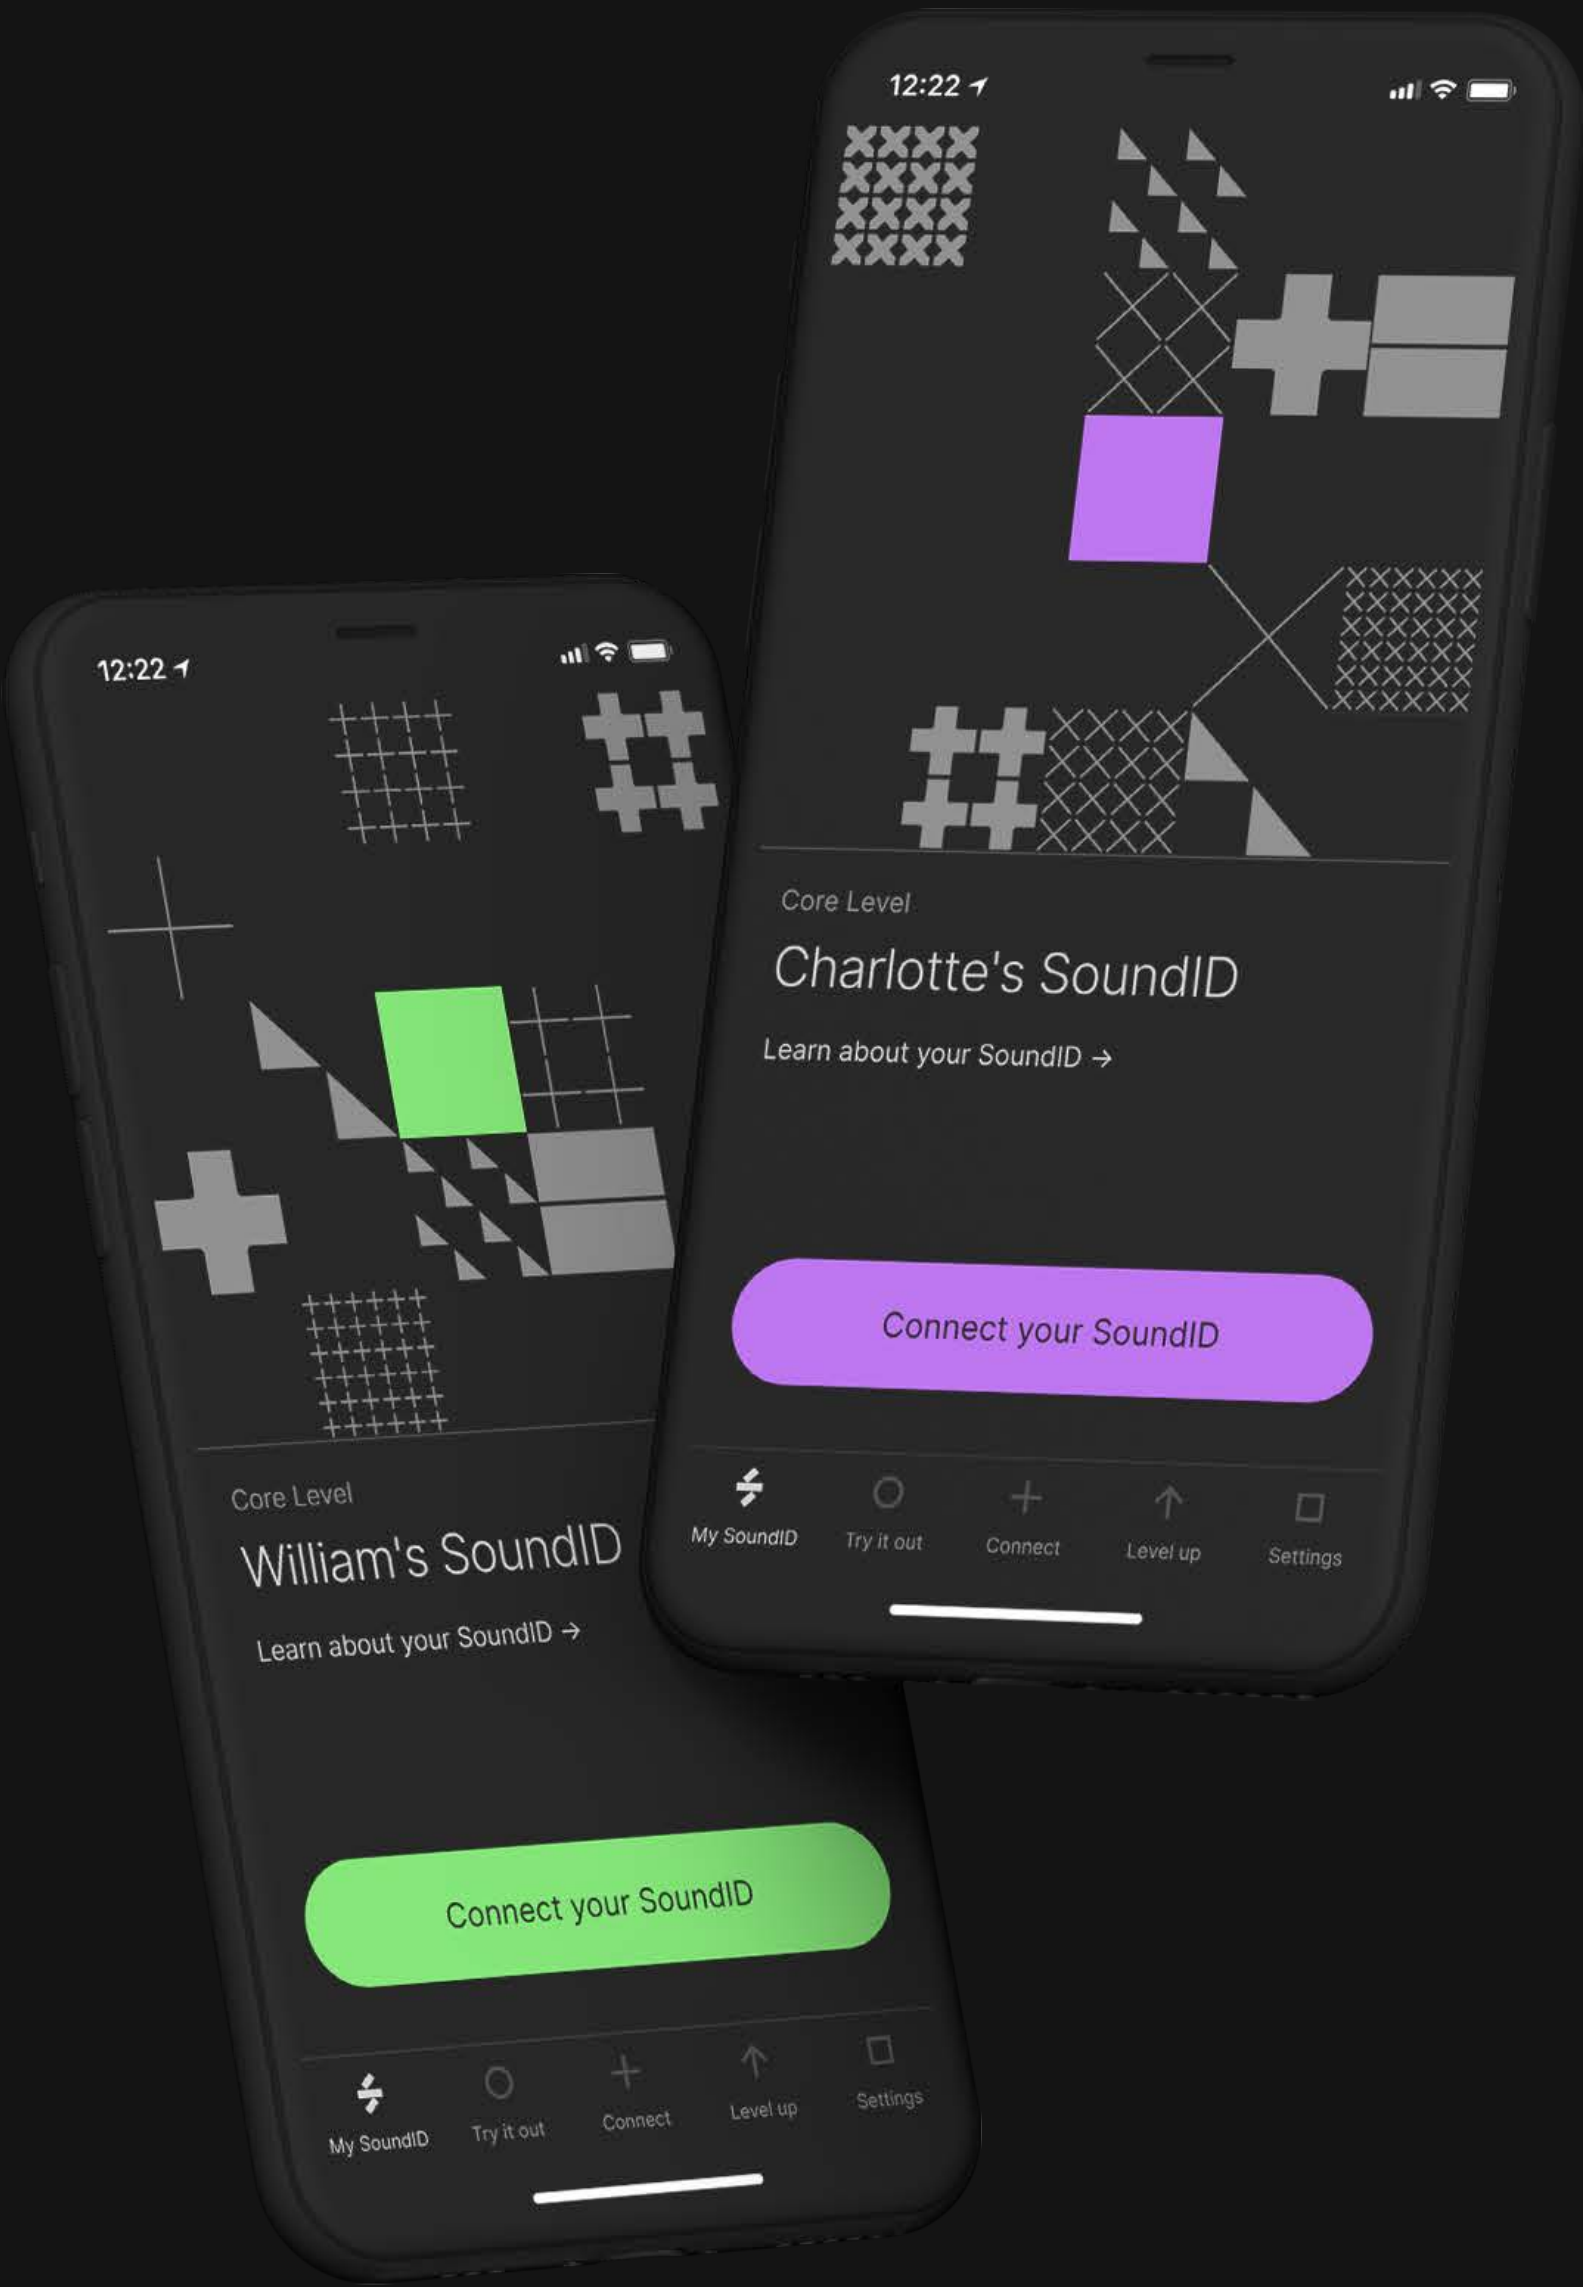 12:22
Core Level
Charlotte's SoundID
Learn about your SoundID →
Connect your SoundID
My SoundID
Try it out
Connect
Level up
Settings
12:22
Core Level
William's SoundID
Learn about your SoundID →
Connect your SoundID
My SoundID
Try it out
Connect
Level up
Settings